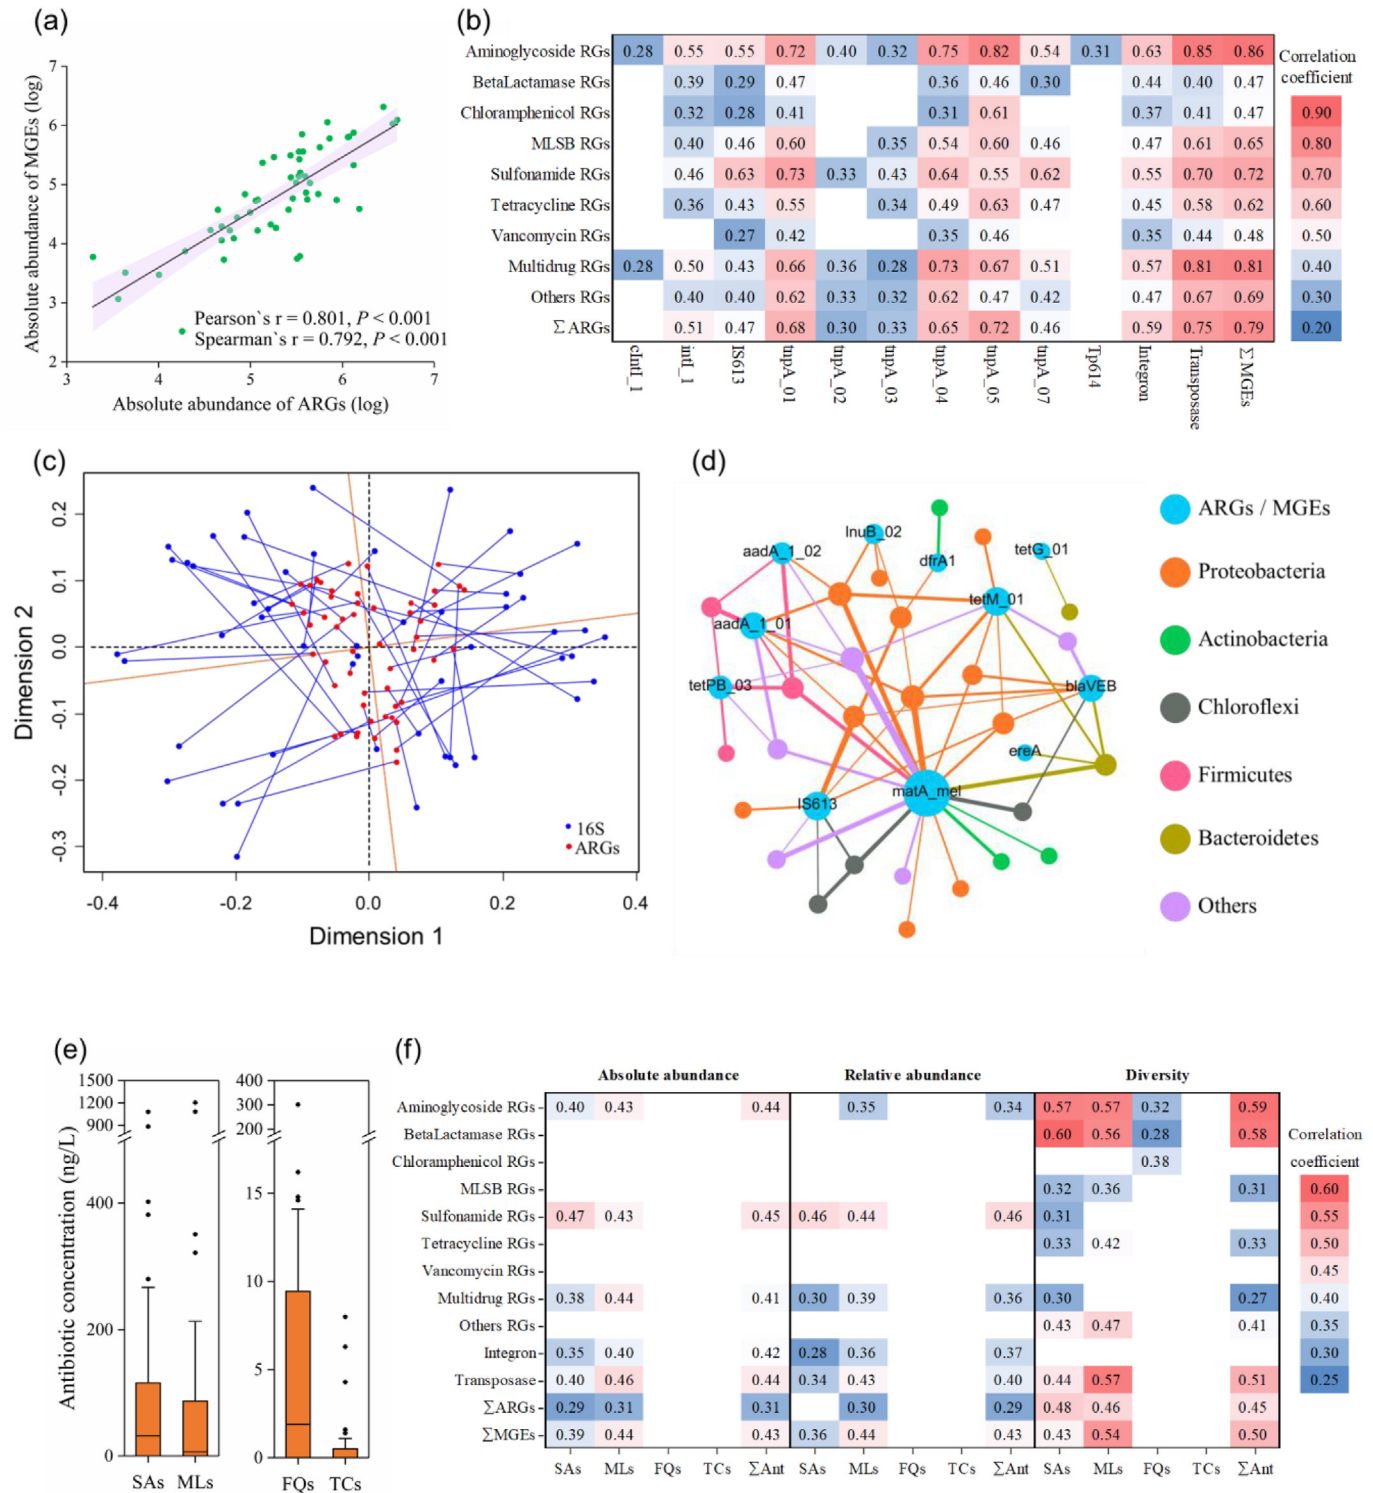 (a)
Absolute abundance of MGEs (log)
7
6
5
4
3
2
3 4 5 6 7
Pearson`s r = 0.801, P < 0.001
Spearman`s r = 0.792, P < 0.001
Absolute abundance of ARGs (log)
(b)
Aminoglycoside RGs 0.28 0.55 0.55 0.72 0.40 0.32 0.75 0.82 0.54 0.31 0.63 0.85 0.86
BetaLactamase RGs 0.39 0.29 0.47 0.36 0.46 0.30 0.44 0.40 0.47
Chloramphenicol RGs 0.32 0.28 0.41 0.31 0.61 0.37 0.41 0.47
MLSB RGs 0.40 0.46 0.60 0.35 0.54 0.60 0.46 0.47 0.61 0.65
Sulfonamide RGs 0.46 0.63 0.73 0.33 0.43 0.64 0.55 0.62 0.55 0.70 0.72
Tetracycline RGs 0.36 0.43 0.55 0.34 0.49 0.63 0.47 0.45 0.58 0.62
Vancomycin RGs 0.27 0.42 0.35 0.46 0.35 0.44 0.48
Multidrug RGs 0.28 0.50 0.43 0.66 0.36 0.28 0.73 0.67 0.51 0.57 0.81 0.81
Others RGs 0.40 0.40 0.62 0.33 0.32 0.62 0.47 0.42 0.47 0.67 0.69
∑ARGs 0.51 0.47 0.68 0.30 0.33 0.65 0.72 0.46 0.59 0.75 0.79
cIntI_1 intI_1 IS613 tnpA_01 tnpA_02 tnpA_03 tnpA_04 tnpA_05 tnpA_07 Tp614 Integron Transposase ∑MGEs
Correlation
coefficient
0.90
0.80
0.70
0.60
0.50
0.40
0.30
0.20
(c)
Dimension 2
0.2
0.1
0.0
-0.1
-0.2
-0.3
16S
ARGs
-0.4 -0.2 0.0 0.2 0.4
Dimension 1
(d)
lnuB_02
aadA_1_02
dfrA1
tetG_01
tetM_01
aadA_1_01
tetPB_03
blaVEB
ereA
matA_mel
IS613
ARGs / MGEs
Proteobacteria
Actinobacteria
Chloroflexi
Firmicutes
Bacteroidetes
Others
(e)
Antibiotic concentration (ng/L)
1500
1200
900
400
200
0
SAs MLs
400
300
200
15
10
5
0
FQs TCs
(f)
Absolute abundance Relative abundance Diversity
Aminoglycoside RGs 0.40 0.43 0.44 0.35 0.34 0.57 0.57 0.32 0.59
BetaLactamase RGs 0.60 0.56 0.28 0.58
Chloramphenicol RGs 0.38
MLSB RGs 0.32 0.36 0.31
Sulfonamide RGs 0.47 0.43 0.45 0.46 0.44 0.46 0.31
Tetracycline RGs 0.33 0.42 0.33
Vancomycin RGs
Multidrug RGs 0.38 0.44 0.41 0.30 0.39 0.36 0.30 0.27
Others RGs 0.43 0.47 0.41
Integron 0.35 0.40 0.42 0.28 0.36 0.37
Transposase 0.40 0.46 0.44 0.34 0.43 0.40 0.44 0.57 0.51
∑ARGs 0.29 0.31 0.31 0.30 0.29 0.48 0.46 0.45
∑MGEs 0.39 0.44 0.43 0.36 0.44 0.43 0.43 0.54 0.50
SAs MLs FQs TCs ∑Ant SAs MLs FQs TCs ∑Ant SAs MLs FQs TCs ∑Ant
Correlation
coefficient
0.60
0.55
0.50
0.45
0.40
0.35
0.30
0.25